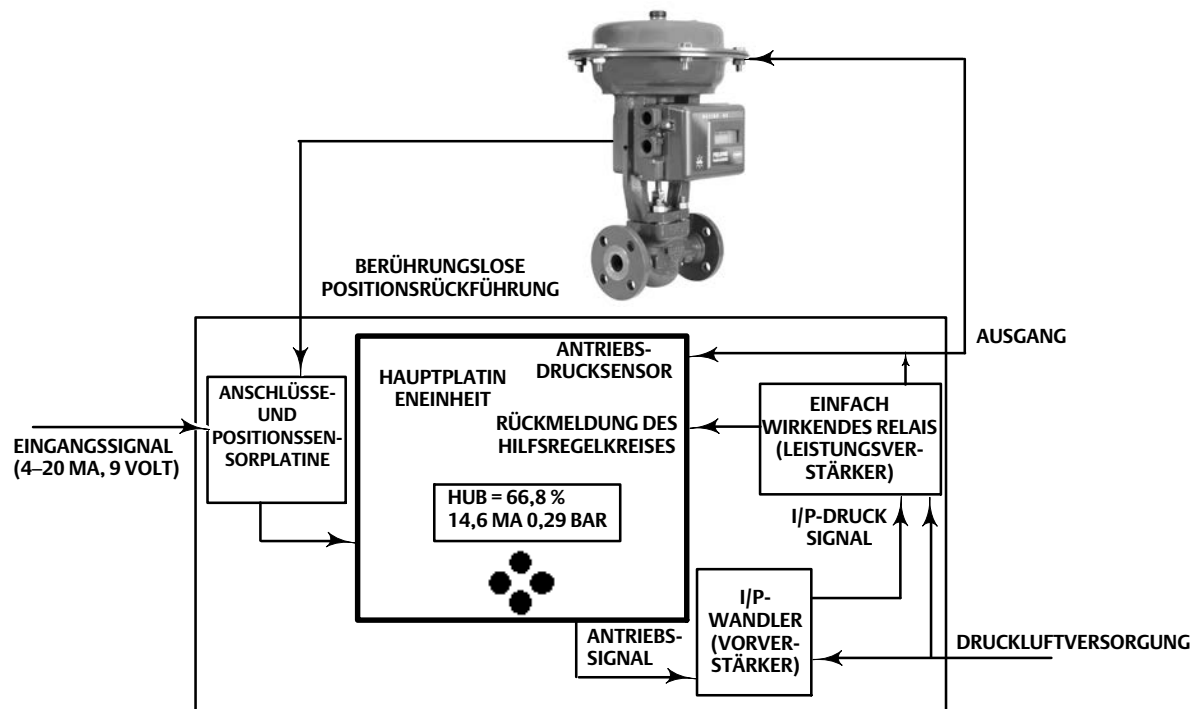 BERÜHRUNGSLOSE
POSITIONSRÜCKFÜHRUNG
AUSGANG
ANSCHLÜSSE-
UND
POSITIONSSEN-
SORPLATINE
EINGANGSSIGNAL
(4–20 MA, 9 VOLT)
HAUPTPLATIN
ENEINHEIT
ANTRIEBS-
DRUCKSENSOR
RÜCKMELDUNG DES
HILFSREGELKREISES
HUB = 66,8 %
14,6 MA 0,29 BAR
EINFACH
WIRKENDES RELAIS
(LEISTUNGSVER-
STÄRKER)
I/P-DRUCK
SIGNAL
I/P-
WANDLER
(VORVER-
STÄRKER)
ANTRIEBS-
SIGNAL
DRUCKLUFTVERSORGUNG